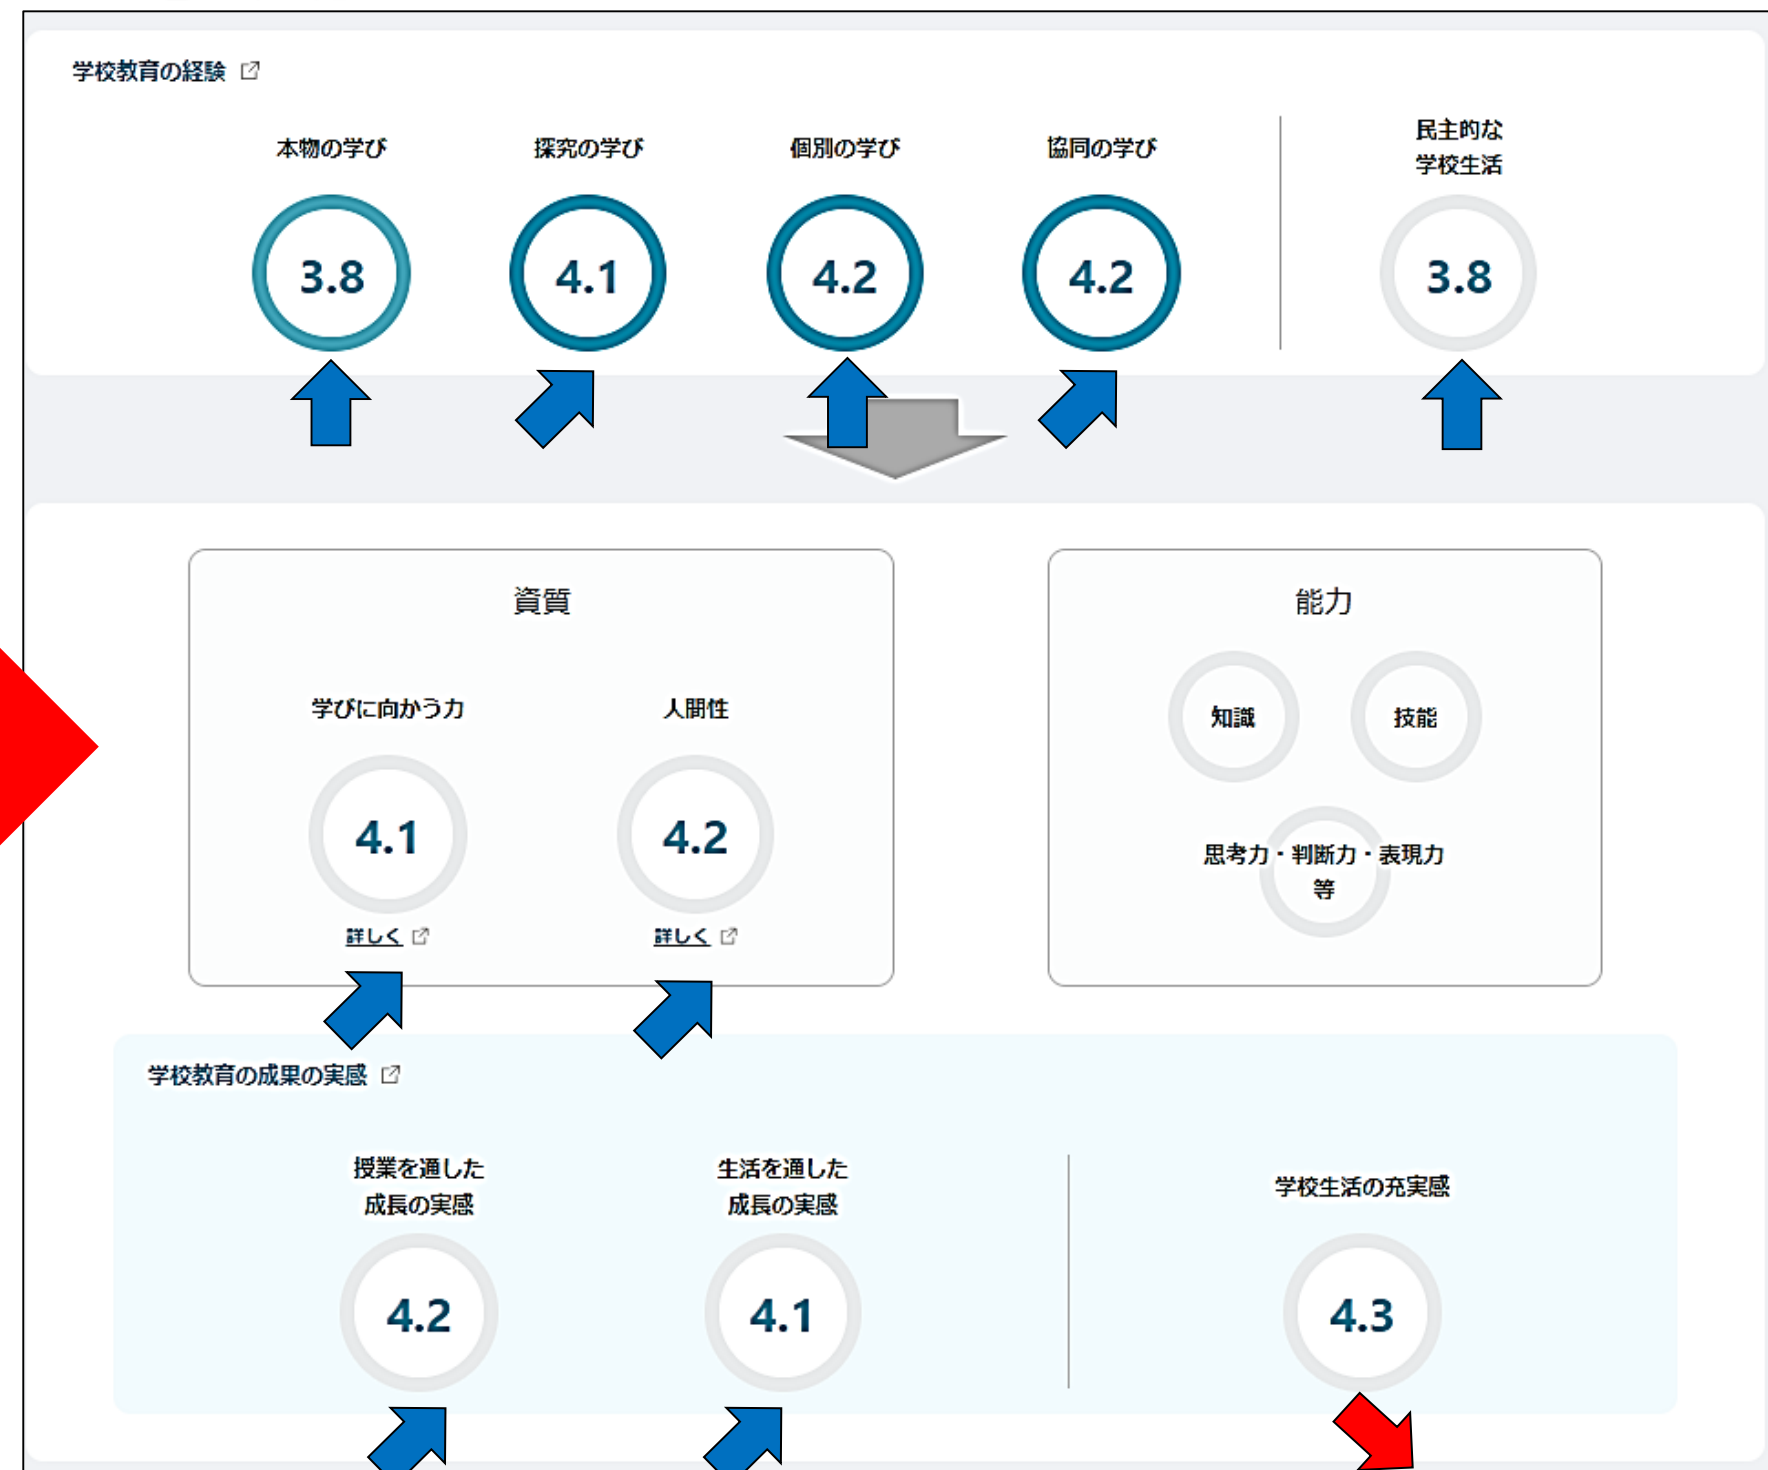 学校教育の経験
本物の学び
探究の学び
個別の学び
協同の学び
民主的な
学校生活
3.8
4.1
4.2
4.2
3.8
資質
能力
学びに向かう力
人間性
知識
技能
4.1
4.2
思考力・判断力・表現力
等
詳しく
詳しく
学校教育の成果の実感
授業を通した
成長の実感
生活を通した
成長の実感
学校生活の充実感
4.2
4.1
4.3